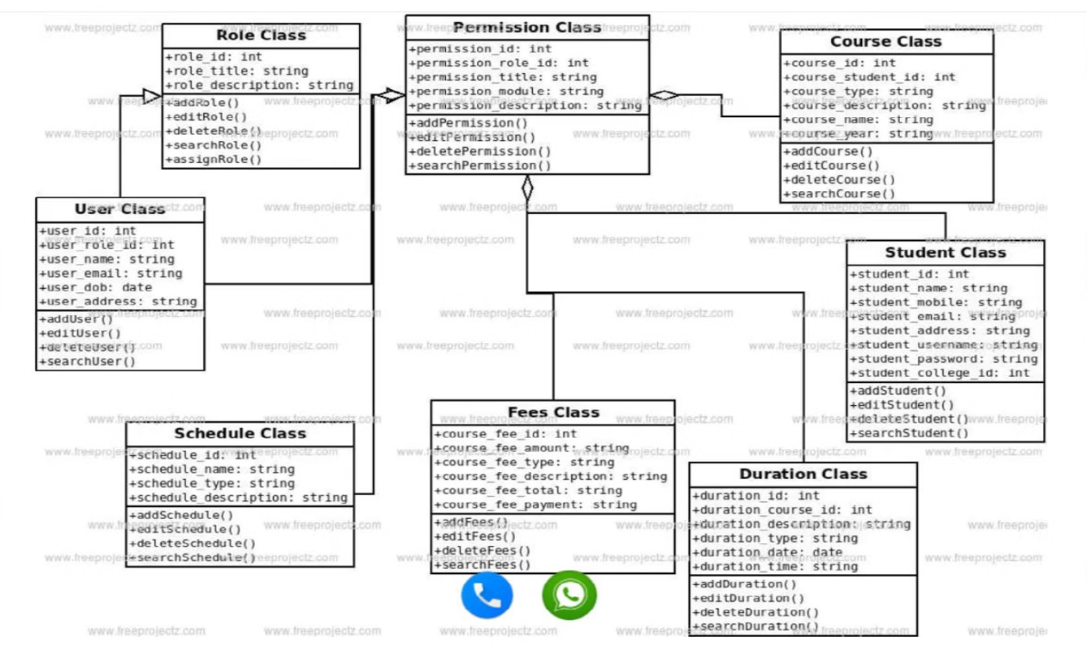 Role Class
+role_id: int
+role_title: string
+role_description: string
+addRole()
+editRole()
+deleteRole()
+searchRole()
+assignRole()
Permission Class
+permission_id: int
+permission_role_id: int
+permission_title: string
+permission_module: string
+permission_description: string
+addPermission()
+editPermission()
+deletePermission()
+searchPermission()
Course Class
+course_id: int
+course_student_id: int
+course_type: string
+course_description: string
+course_name: string
+course_year: string
+addCourse()
+editCourse()
+deleteCourse()
+searchCourse()
User Class
+user_id: int
+user_role_id: int
+user_name: string
+user_email: string
+user_dob: date
+user_address: string
+addUser()
+editUser()
+deleteUser()
+searchUser()
Student Class
+student_id: int
+student_name: string
+student_mobile: string
+student_email: string
+student_address: string
+student_username: string
+student_password: string
+student_college_id: int
+addStudent()
+editStudent()
+deleteStudent()
+searchStudent()
Schedule Class
+schedule_id: int
+schedule_name: string
+schedule_type: string
+schedule_description: string
+addSchedule()
+editSchedule()
+deleteSchedule()
+searchSchedule()
Fees Class
+course_fee_id: int
+course_fee_amount: string
+course_fee_type: string
+course_fee_description: string
+course_fee_total: string
+course_fee_payment: string
+addFees()
+editFees()
+deleteFees()
+searchFees()
Duration Class
+duration_id: int
+duration_course_id: int
+duration_description: string
+duration_type: string
+duration_date: date
+duration_time: string
+addDuration()
+editDuration()
+deleteDuration()
+searchDuration()
www.freeprojectz.com